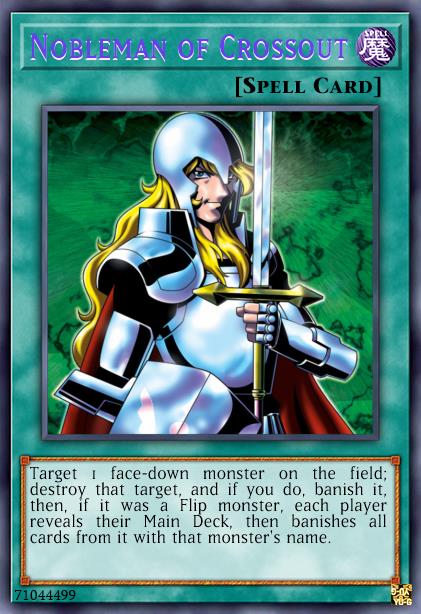 Nobleman of Crossout
SPELL
魔
[Spell Card]
Target 1 face-down monster on the field;
destroy that target, and if you do, banish it,
then, if it was a Flip monster, each player
reveals their Main Deck, then banishes all
cards from it with that monster's name.
71044499